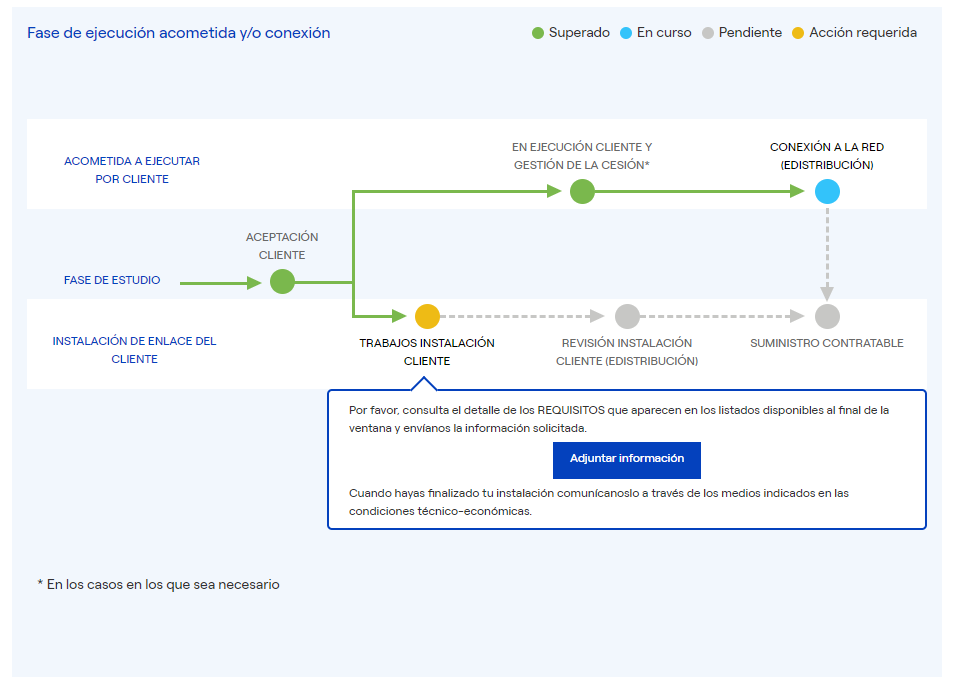 Fase de ejecución acometida y/o conexión
Superado
En curso
Pendiente
Acción requerida
ACOMETIDA A EJECUTAR
POR CLIENTE
EN EJECUCIÓN CLIENTE Y
GESTIÓN DE LA CESIÓN*
CONEXIÓN A LA RED
(EDISTRIBUCIÓN)
ACEPTACIÓN
CLIENTE
FASE DE ESTUDIO
INSTALACIÓN DE ENLACE DEL
CLIENTE
TRABAJOS INSTALACIÓN
CLIENTE
REVISIÓN INSTALACIÓN
CLIENTE (EDISTRIBUCIÓN)
SUMINISTRO CONTRATABLE
Por favor, consulta el detalle de los REQUISITOS que aparecen en los listados disponibles al final de la
ventana y envíanos la información solicitada.
Adjuntar información
Cuando hayas finalizado tu instalación comunícanoslo a través de los medios indicados en las
condiciones técnico-económicas.
* En los casos en los que sea necesario